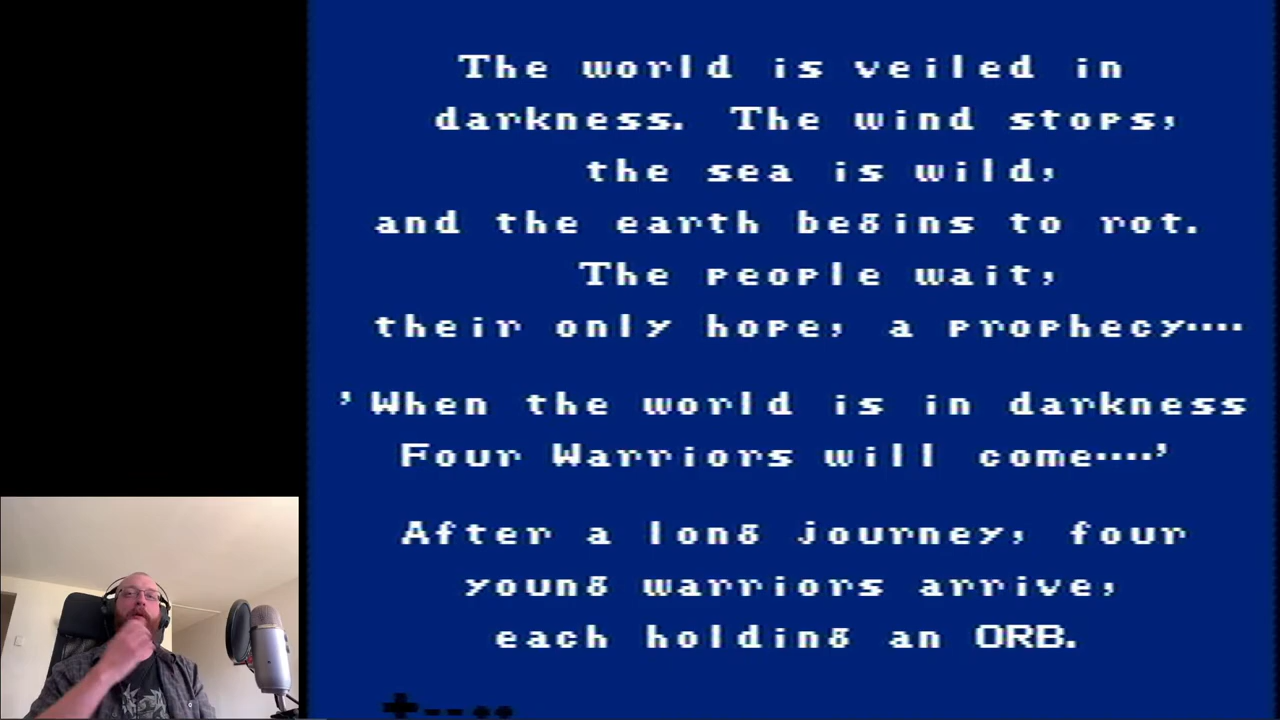 The world is veiled in
darkness. The wind stops,
the sea is wild,
and the earth begins to rot.
The people wait,
their only hope, a prophecy....
'When the world is in darkness
Four Warriors will come....'
After a long journey, four
young warriors arrive,
each holding an ORB.